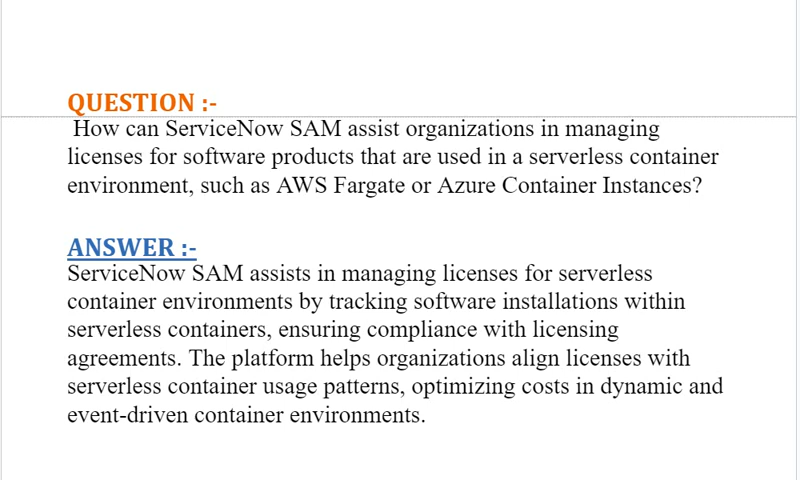 QUESTION :-
How can ServiceNow SAM assist organizations in managing
licenses for software products that are used in a serverless container
environment, such as AWS Fargate or Azure Container Instances?
ANSWER :-
ServiceNow SAM assists in managing licenses for serverless
container environments by tracking software installations within
serverless containers, ensuring compliance with licensing
agreements. The platform helps organizations align licenses with
serverless container usage patterns, optimizing costs in dynamic and
event-driven container environments.